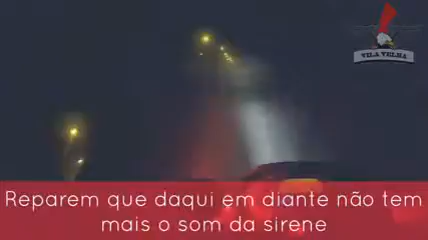 VILA VELHA
Reparem que daqui em diante não tem
mais o som da sirene